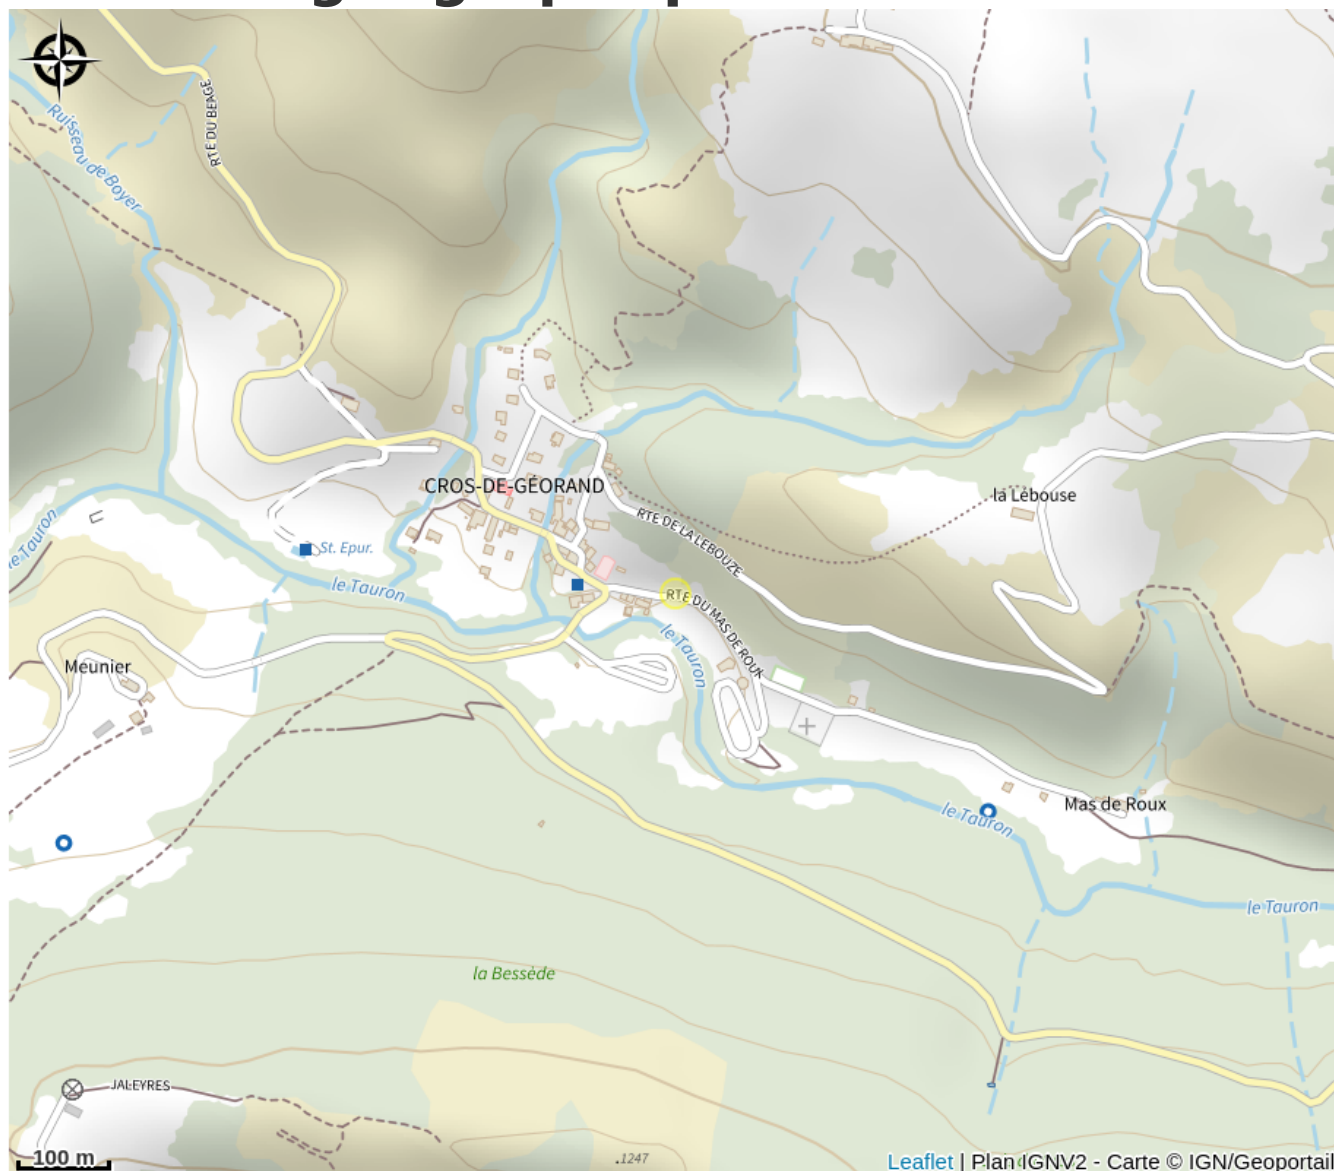 RTE DU BEAGE
Ruisseau de Boyer
CROS-DE-GÉORAND
la Lébouse
RTE DE LA LEBOUZE
le Tauron
St. Epur.
le Tauron
RTE DU MAS DE ROUX
le Tauron
Meunier
Mas de Roux
le Tauron
le Tauron
la Bessède
JALEYRES
.1247
100 m
Leaflet | Plan IGNV2 - Carte © IGN/Geoportail